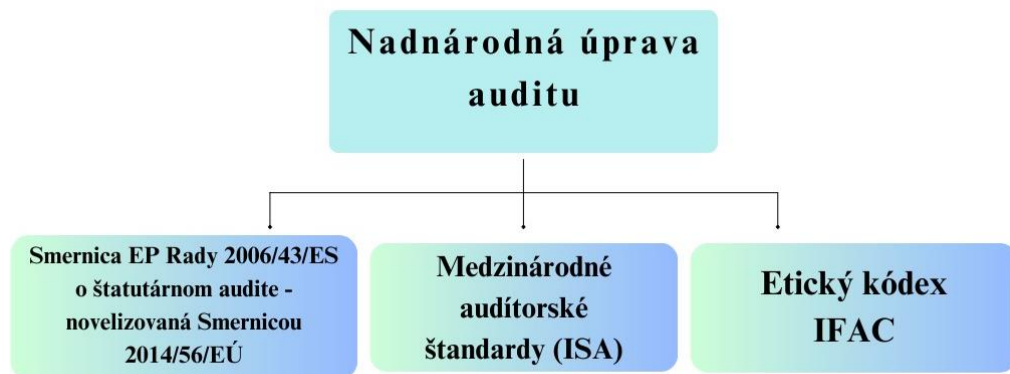 Nadnárodná úprava
auditu
Smernica EP Rady 2006/43/ES
o štatutárnom audite -
novelizovaná Smernicou
2014/56/EÚ
Medzinárodné
audítorské
štandardy (ISA)
Etický kódex
IFAC